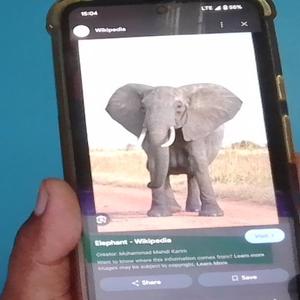 15:04 LTE 56%
Wikipedia
Elephant - Wikipedia
Visit
Creator: Muhammad Mahdi Karim
Want to know where this information comes from? Learn more
Images may be subject to copyright. Learn More
Share Save